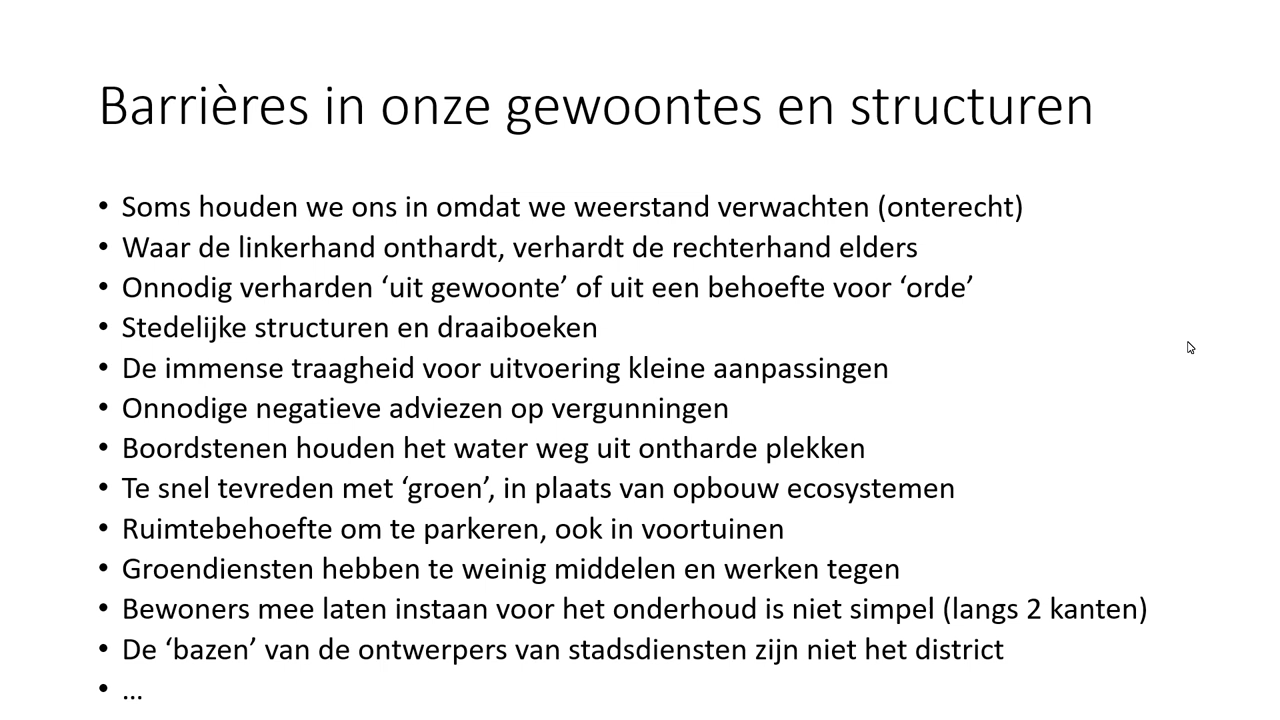 Barrières in onze gewoontes en structuren
• Soms houden we ons in omdat we weerstand verwachten (onterecht)
• Waar de linkerhand onthardt, verhardt de rechterhand elders
• Onnodig verharden ‘uit gewoonte’ of uit een behoefte voor ‘orde’
• Stedelijke structuren en draaiboeken
• De immense traagheid voor uitvoering kleine aanpassingen
• Onnodige negatieve adviezen op vergunningen
• Boordstenen houden het water weg uit ontharde plekken
• Te snel tevreden met ‘groen’, in plaats van opbouw ecosystemen
• Ruimtebehoefte om te parkeren, ook in voortuinen
• Groendiensten hebben te weinig middelen en werken tegen
• Bewoners mee laten instaan voor het onderhoud is niet simpel (langs 2 kanten)
• De ‘bazen’ van de ontwerpers van stadsdiensten zijn niet het district
• …